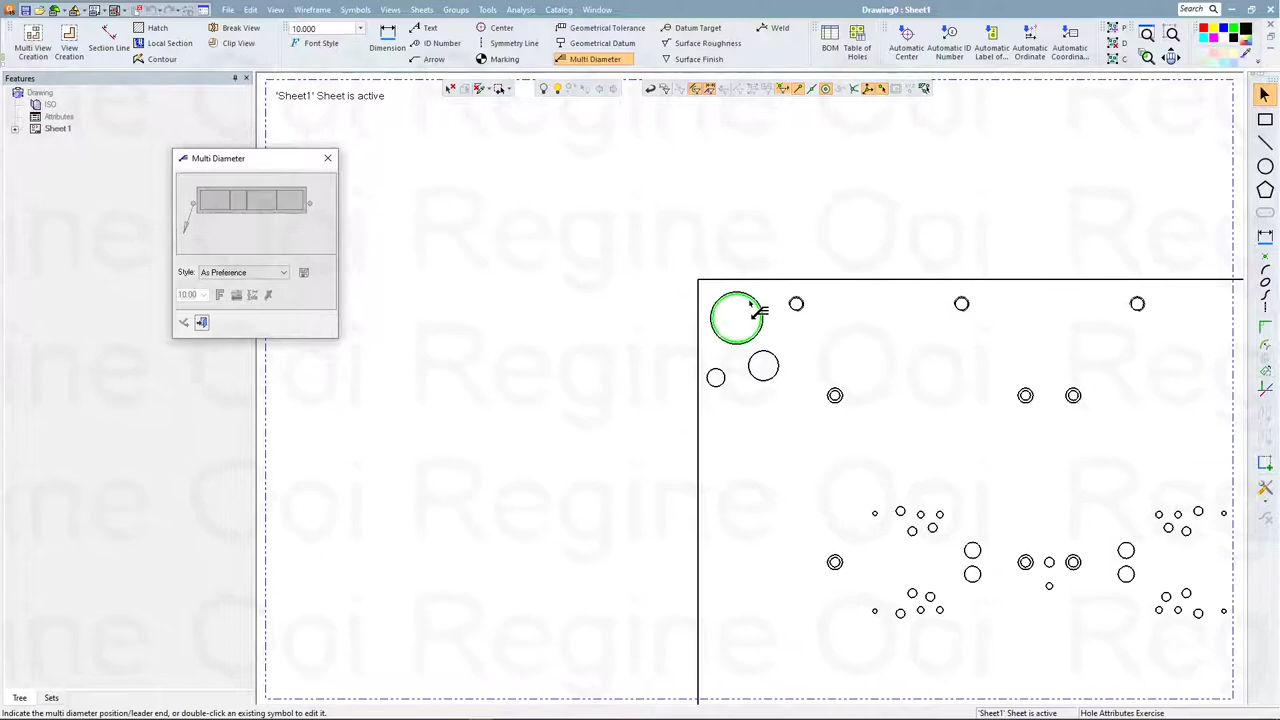 File Edit View Wireframe Symbols Views Sheets Groups Tools Analysis Catalog Window
Drawing0 : Sheet1
Search
Multi View Creation
View Creation
Section Line
Hatch
Local Section
Contour
Break View
Clip View
10.000
Font Style
Dimension
Text
ID Number
Arrow
Center
Symmetry Line
Marking
Geometrical Tolerance
Geometrical Datum
Multi Diameter
Datum Target
Surface Roughness
Surface Finish
Weld
BOM
Table of Holes
Automatic Center
Automatic ID Number
Automatic Label of...
Automatic Ordinate
Automatic Coordina...
P
D
C
Features
Drawing
ISO
Attributes
Sheet 1
'Sheet1' Sheet is active
Multi Diameter
Style: As Preference
10.00
Regine Ooi
Tree Sets
Indicate the multi diameter position/leader end, or double-click an existing symbol to edit it.
'Sheet1' Sheet is active
Hole Attributes Exercise